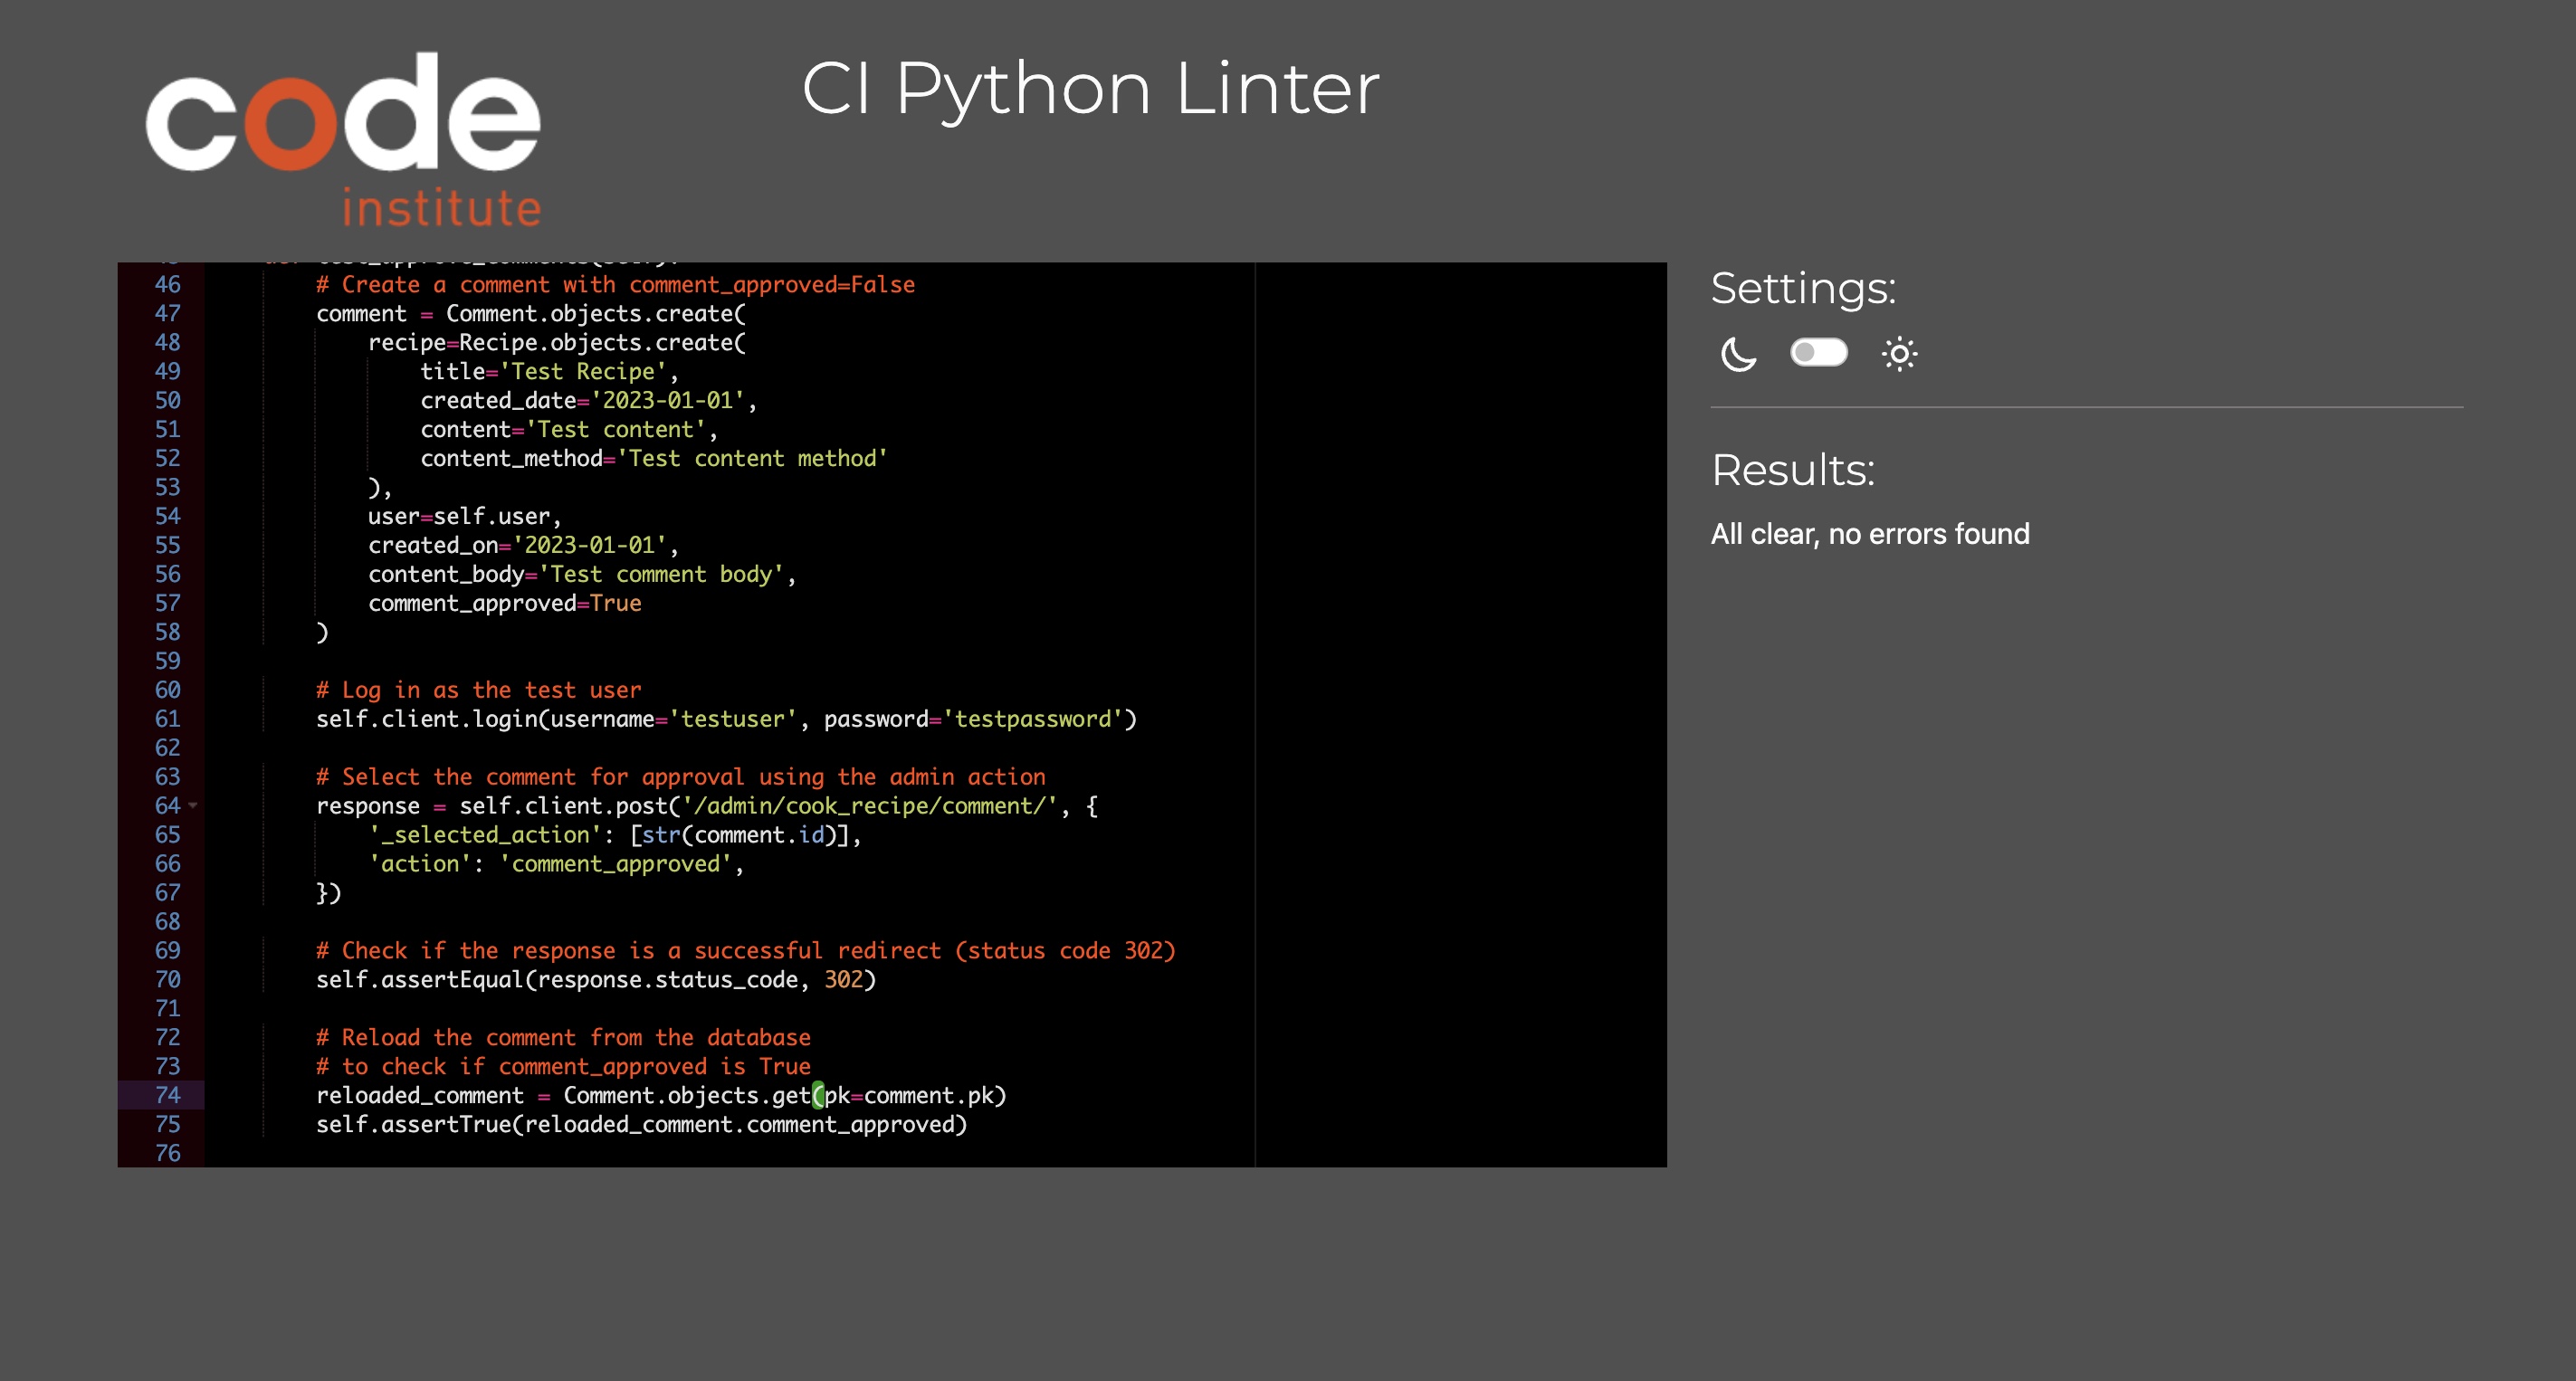 code
institute
CI Python Linter
46 # Create a comment with comment_approved=False
47 comment = Comment.objects.create(
48 recipe=Recipe.objects.create(
49 title='Test Recipe',
50 created_date='2023-01-01',
51 content='Test content',
52 content_method='Test content method'
53 ),
54 user=self.user,
55 created_on='2023-01-01',
56 content_body='Test comment body',
57 comment_approved=True
58 )
59
60 # Log in as the test user
61 self.client.login(username='testuser', password='testpassword')
62
63 # Select the comment for approval using the admin action
64 response = self.client.post('/admin/cook_recipe/comment/', {
65 '_selected_action': [str(comment.id)],
66 'action': 'comment_approved',
67 })
68
69 # Check if the response is a successful redirect (status code 302)
70 self.assertEqual(response.status_code, 302)
71
72 # Reload the comment from the database
73 # to check if comment_approved is True
74 reloaded_comment = Comment.objects.get(pk=comment.pk)
75 self.assertTrue(reloaded_comment.comment_approved)
76
Settings:
Results:
All clear, no errors found